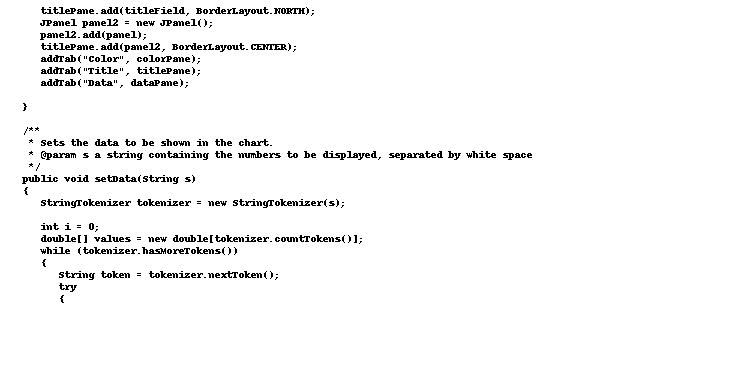 titlePane.add(titleField, BorderLayout.NORTH);
JPanel panel2 = new JPanel();
panel2.add(panel);
titlePane.add(panel2, BorderLayout.CENTER);
addTab("Color", colorPane);
addTab("Title", titlePane);
addTab("Data", dataPane);
}
/**
* Sets the data to be shown in the chart.
* @param s a string containing the numbers to be displayed, separated by white space
*/
public void setData(String s)
{
StringTokenizer tokenizer = new StringTokenizer(s);
int i = 0;
double[] values = new double[tokenizer.countTokens()];
while (tokenizer.hasMoreTokens())
{
String token = tokenizer.nextToken();
try
{